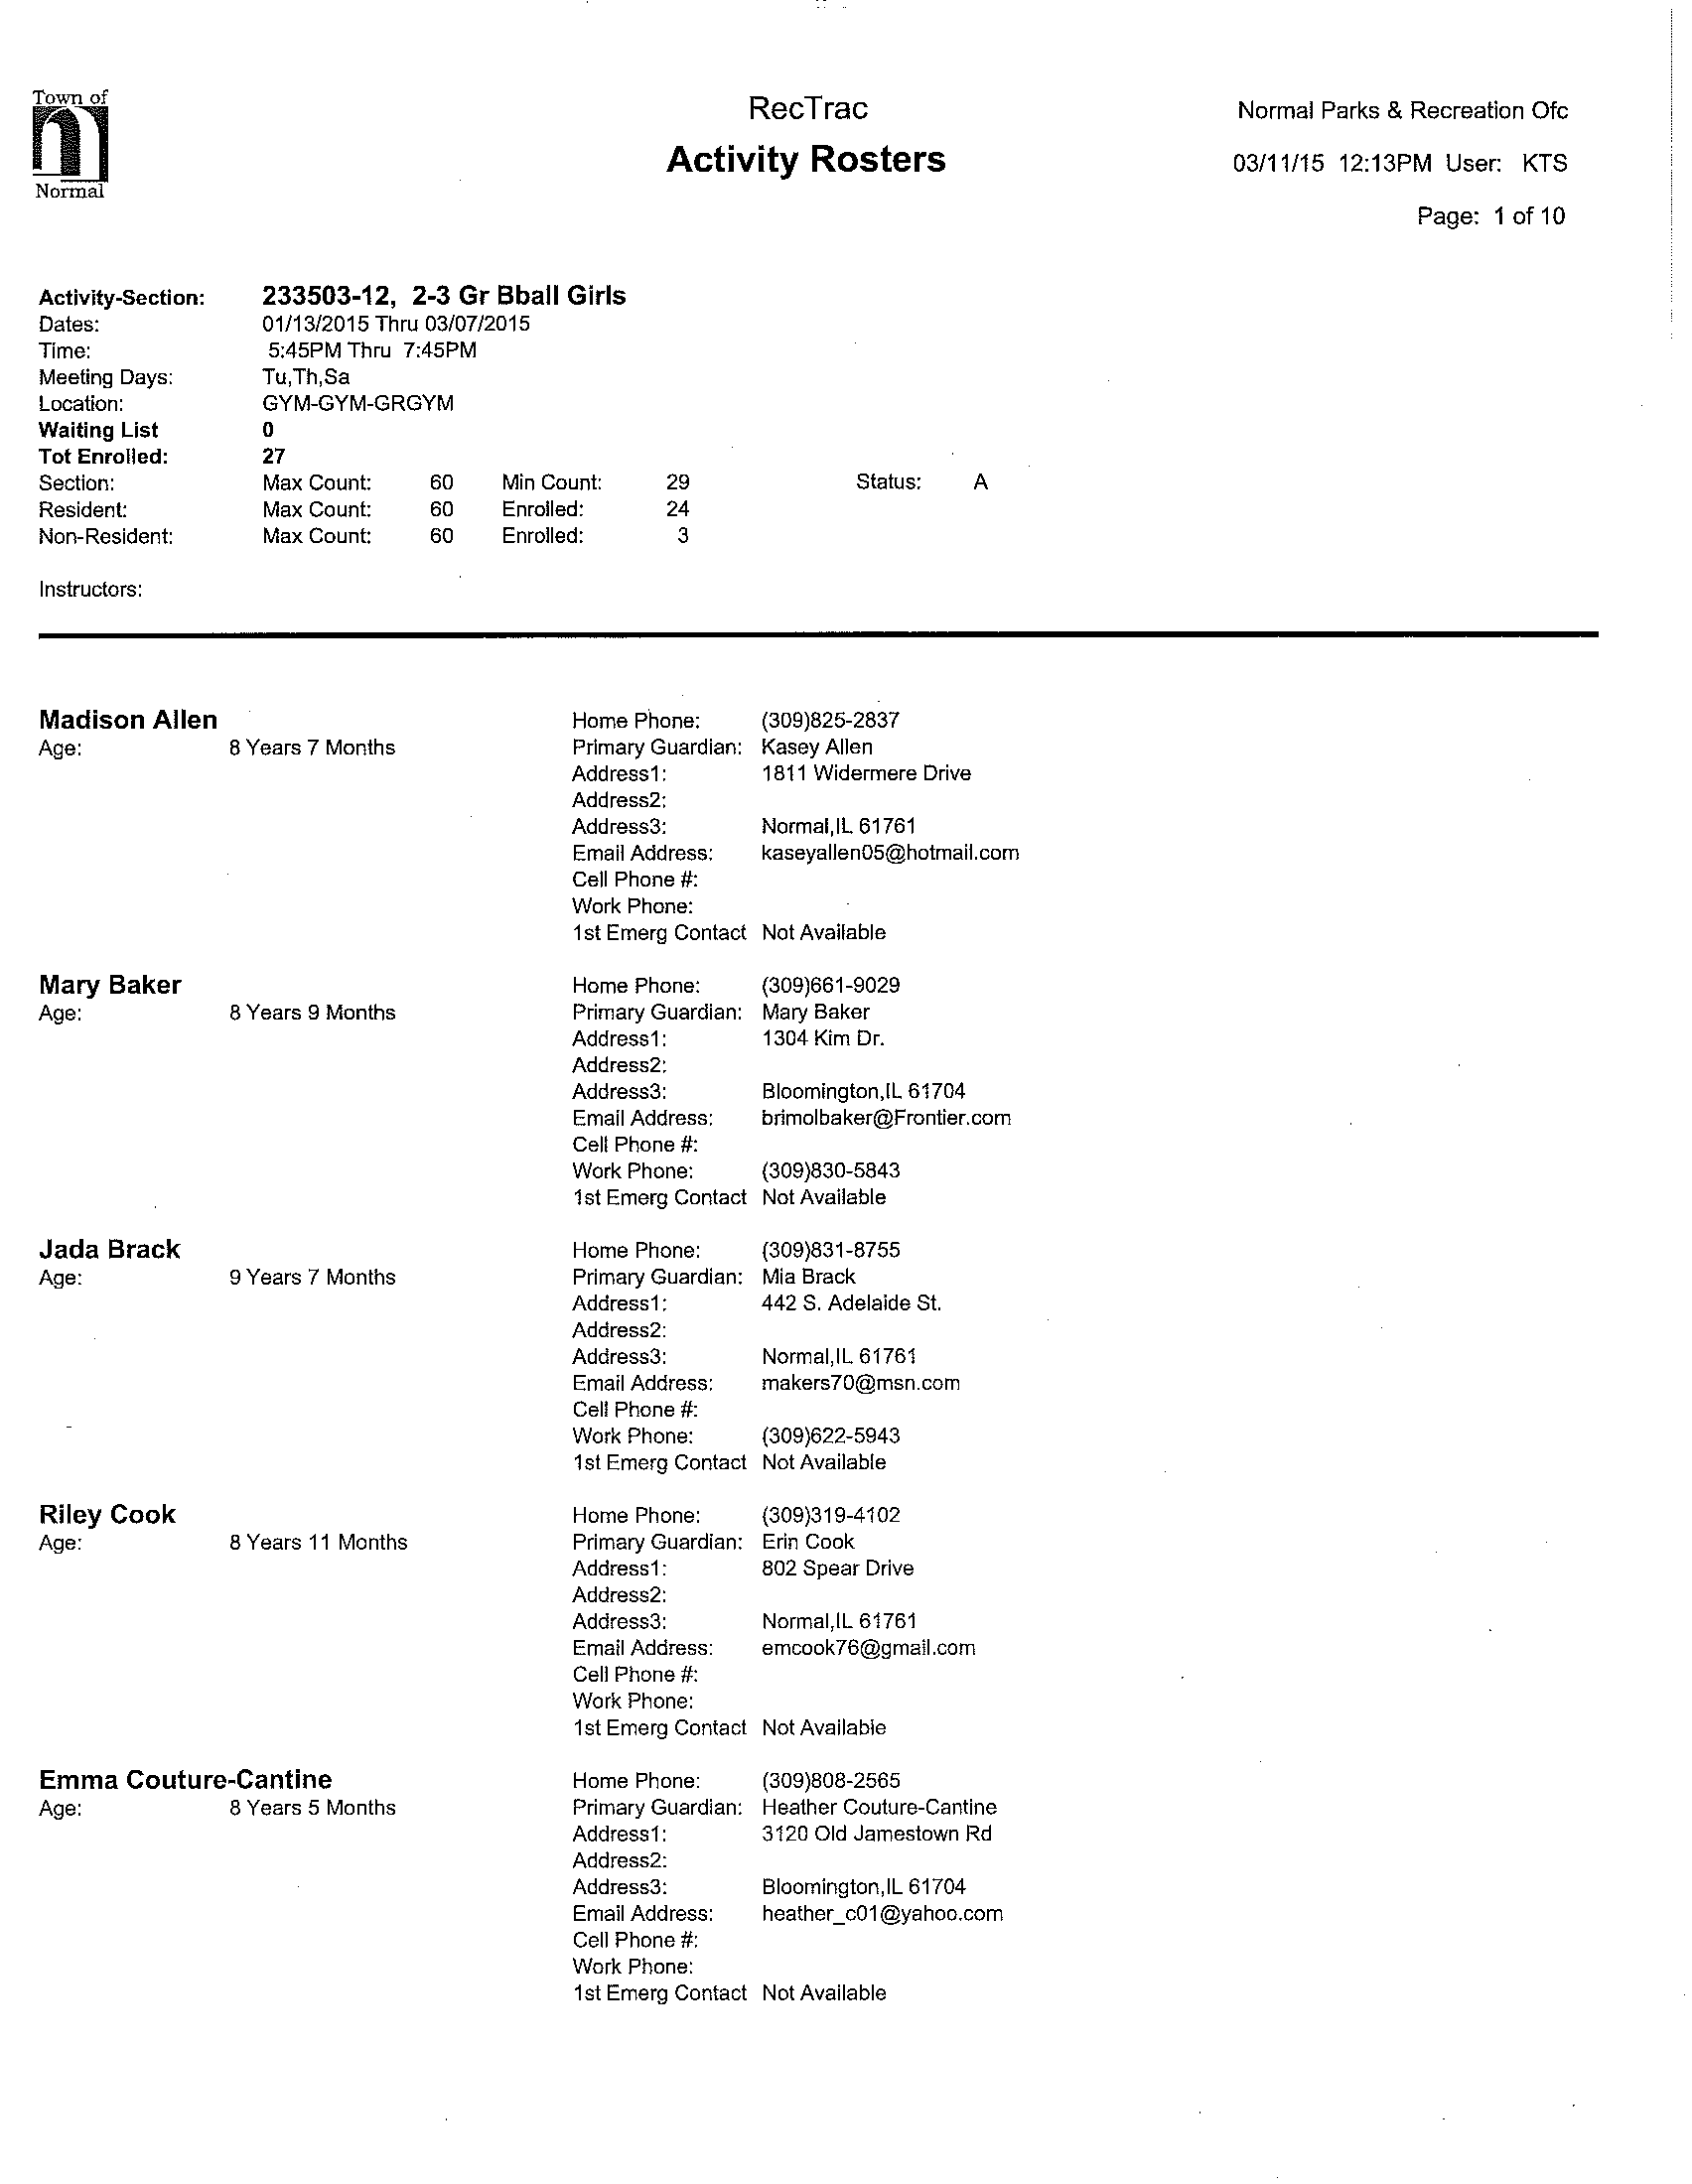 Town of
Normal
RecTrac
Activity Rosters
Normal Parks & Recreation Ofc
03/11/15 12:13PM User: KTS
Page: 1 of 10
Activity-Section: 233503-12, 2-3 Gr Bball Girls
Dates: 01/13/2015 Thru 03/07/2015
Time: 5:45PM Thru 7:45PM
Meeting Days: Tu,Th,Sa
Location: GYM-GYM-GRGYM
Waiting List 0
Tot Enrolled: 27
Section: Max Count: 60 Min Count: 29 Status: A
Resident: Max Count: 60 Enrolled: 24
Non-Resident: Max Count: 60 Enrolled: 3
Instructors:
Madison Allen Home Phone: (309)825-2837
Age: 8 Years 7 Months Primary Guardian: Kasey Allen
Address1: 1811 Widermere Drive
Address2:
Address3: Normal,IL 61761
Email Address: kaseyallen05@hotmail.com
Cell Phone #:
Work Phone:
1st Emerg Contact Not Available
Mary Baker Home Phone: (309)661-9029
Age: 8 Years 9 Months Primary Guardian: Mary Baker
Address1: 1304 Kim Dr.
Address2:
Address3: Bloomington,IL 61704
Email Address: brimolbaker@Frontier.com
Cell Phone #:
Work Phone: (309)830-5843
1st Emerg Contact Not Available
Jada Brack Home Phone: (309)831-8755
Age: 9 Years 7 Months Primary Guardian: Mia Brack
Address1: 442 S. Adelaide St.
Address2:
Address3: Normal,IL 61761
Email Address: makers70@msn.com
Cell Phone #:
Work Phone: (309)622-5943
1st Emerg Contact Not Available
Riley Cook Home Phone: (309)319-4102
Age: 8 Years 11 Months Primary Guardian: Erin Cook
Address1: 802 Spear Drive
Address2:
Address3: Normal,IL 61761
Email Address: emcook76@gmail.com
Cell Phone #:
Work Phone:
1st Emerg Contact Not Available
Emma Couture-Cantine Home Phone: (309)808-2565
Age: 8 Years 5 Months Primary Guardian: Heather Couture-Cantine
Address1: 3120 Old Jamestown Rd
Address2:
Address3: Bloomington,IL 61704
Email Address: heather_c01@yahoo.com
Cell Phone #:
Work Phone:
1st Emerg Contact Not Available